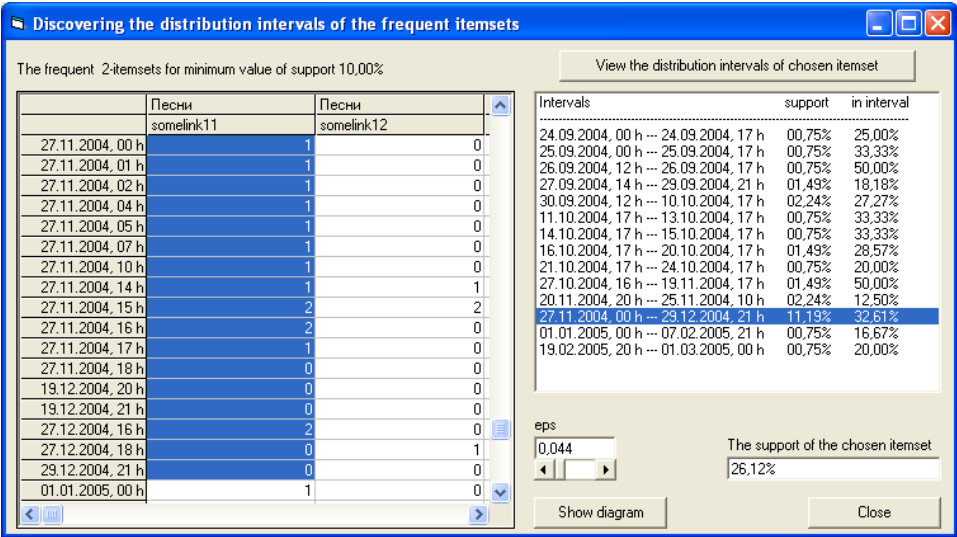 Discovering the distribution intervals of the frequent itemsets
The frequent 2-itemsets for minimum value of support 10,00%
View the distribution intervals of chosen itemset
Песни Песни
somelink11 somelink12
27.11.2004, 00 h 1 0
27.11.2004, 01 h 1 0
27.11.2004, 02 h 1 0
27.11.2004, 04 h 1 0
27.11.2004, 05 h 1 0
27.11.2004, 07 h 1 0
27.11.2004, 10 h 1 0
27.11.2004, 14 h 1 1
27.11.2004, 15 h 2 2
27.11.2004, 16 h 2 0
27.11.2004, 17 h 1 0
27.11.2004, 18 h 0 0
19.12.2004, 20 h 0 0
19.12.2004, 21 h 0 0
27.12.2004, 16 h 2 0
27.12.2004, 18 h 0 1
29.12.2004, 21 h 0 0
01.01.2005, 00 h 1 0
Intervals support in interval
24.09.2004, 00 h --- 24.09.2004, 17 h 00,75% 25,00%
25.09.2004, 00 h --- 25.09.2004, 17 h 00,75% 33,33%
26.09.2004, 12 h --- 26.09.2004, 17 h 00,75% 50,00%
27.09.2004, 14 h --- 29.09.2004, 21 h 01,49% 18,18%
30.09.2004, 12 h --- 10.10.2004, 17 h 02,24% 27,27%
11.10.2004, 17 h --- 13.10.2004, 17 h 00,75% 33,33%
14.10.2004, 17 h --- 15.10.2004, 17 h 00,75% 33,33%
16.10.2004, 17 h --- 20.10.2004, 17 h 01,49% 28,57%
21.10.2004, 17 h --- 24.10.2004, 17 h 00,75% 20,00%
27.10.2004, 16 h --- 19.11.2004, 17 h 01,49% 50,00%
20.11.2004, 20 h --- 25.11.2004, 10 h 02,24% 12,50%
27.11.2004, 00 h --- 29.12.2004, 21 h 11,19% 32,61%
01.01.2005, 00 h --- 07.02.2005, 21 h 00,75% 16,67%
19.02.2005, 20 h --- 01.03.2005, 00 h 00,75% 20,00%
eps
0,044
The support of the chosen itemset
26,12%
Show diagram
Close